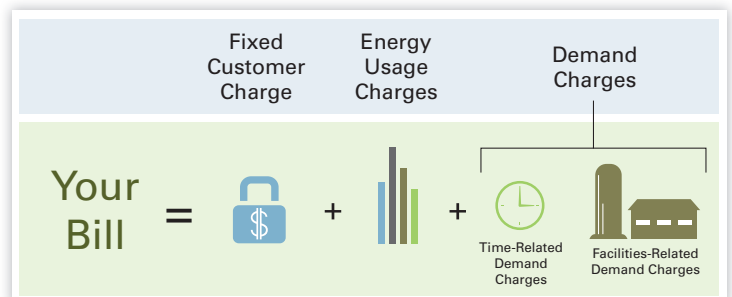 Fixed
Customer
Charge
Energy
Usage
Charges
Demand
Charges
Your
Bill
=
$
+
+
Time-Related
Demand
Charges
Facilities-Related
Demand Charges